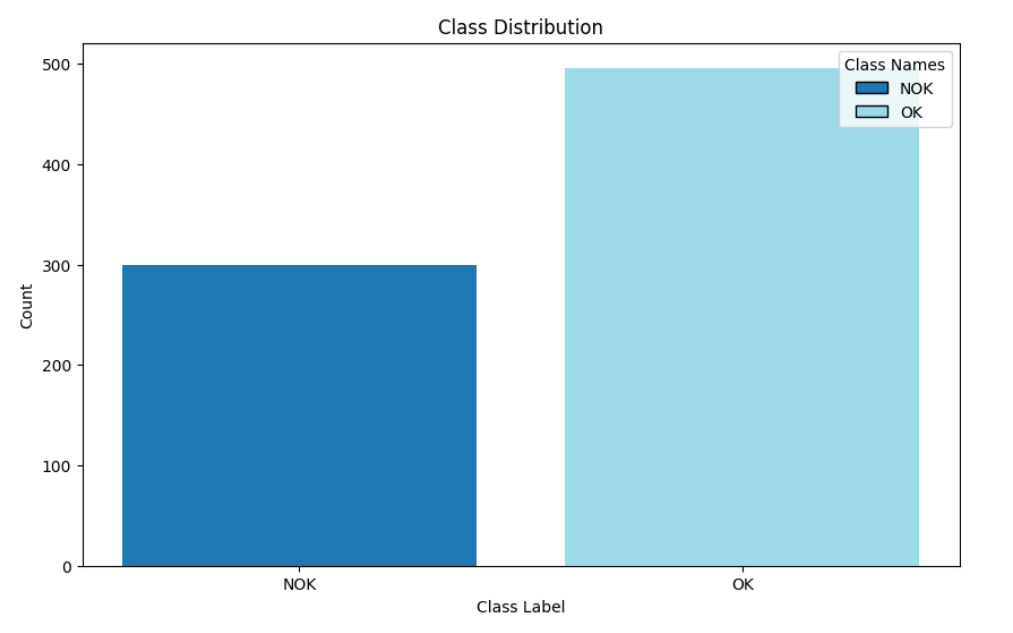 Class Distribution
Class Names
NOK
OK
500
400
300
200
100
0
Count
NOK
OK
Class Label